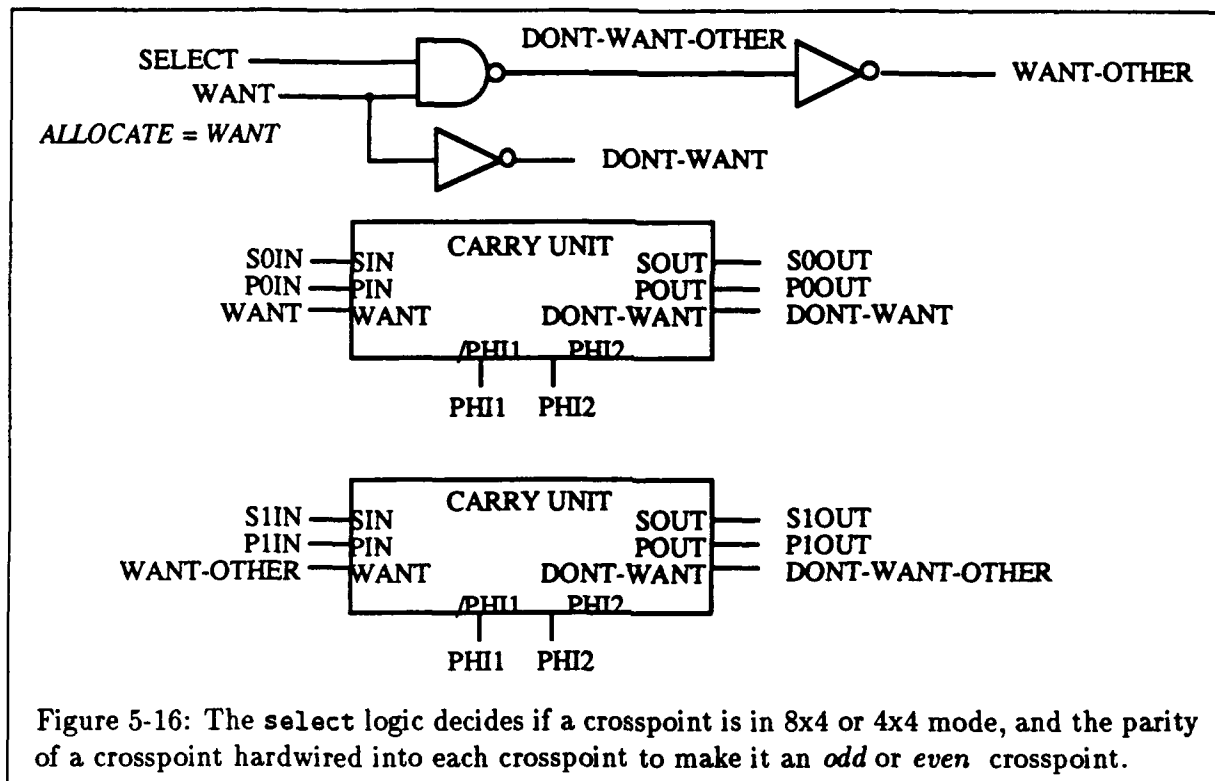 DONT-WANT-OTHER
SELECT
WANT-OTHER
WANT
ALLOCATE = WANT
DONT-WANT
CARRY UNIT
S0IN SIN SOUT S0OUT
P0IN PIN POUT P0OUT
WANT WANT DONT-WANT DONT-WANT
/PHI1 PHI2
PHI1 PHI2
CARRY UNIT
S1IN SIN SOUT S1OUT
P1IN PIN POUT P1OUT
WANT-OTHER WANT DONT-WANT DONT-WANT-OTHER
/PHI1 PHI2
PHI1 PHI2
Figure 5-16: The select logic decides if a crosspoint is in 8x4 or 4x4 mode, and the parity
of a crosspoint hardwired into each crosspoint to make it an odd or even crosspoint.